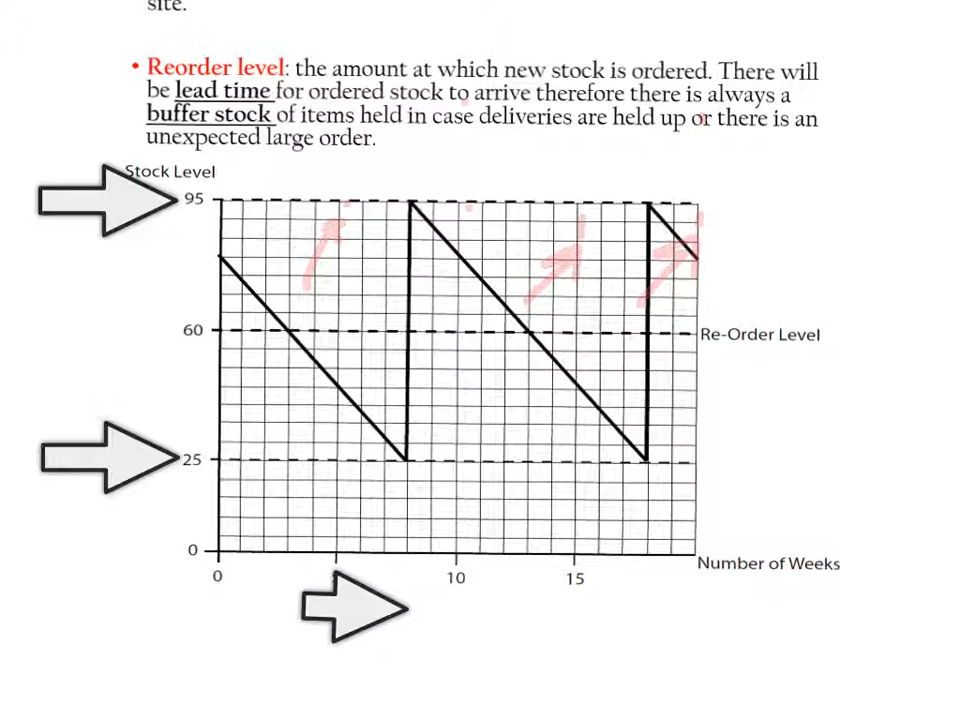 site.
• Reorder level: the amount at which new stock is ordered. There will
be lead time for ordered stock to arrive therefore there is always a
buffer stock of items held in case deliveries are held up or there is an
unexpected large order.
Stock Level
95
60
Re-Order Level
25
0
Number of Weeks
0
10
15